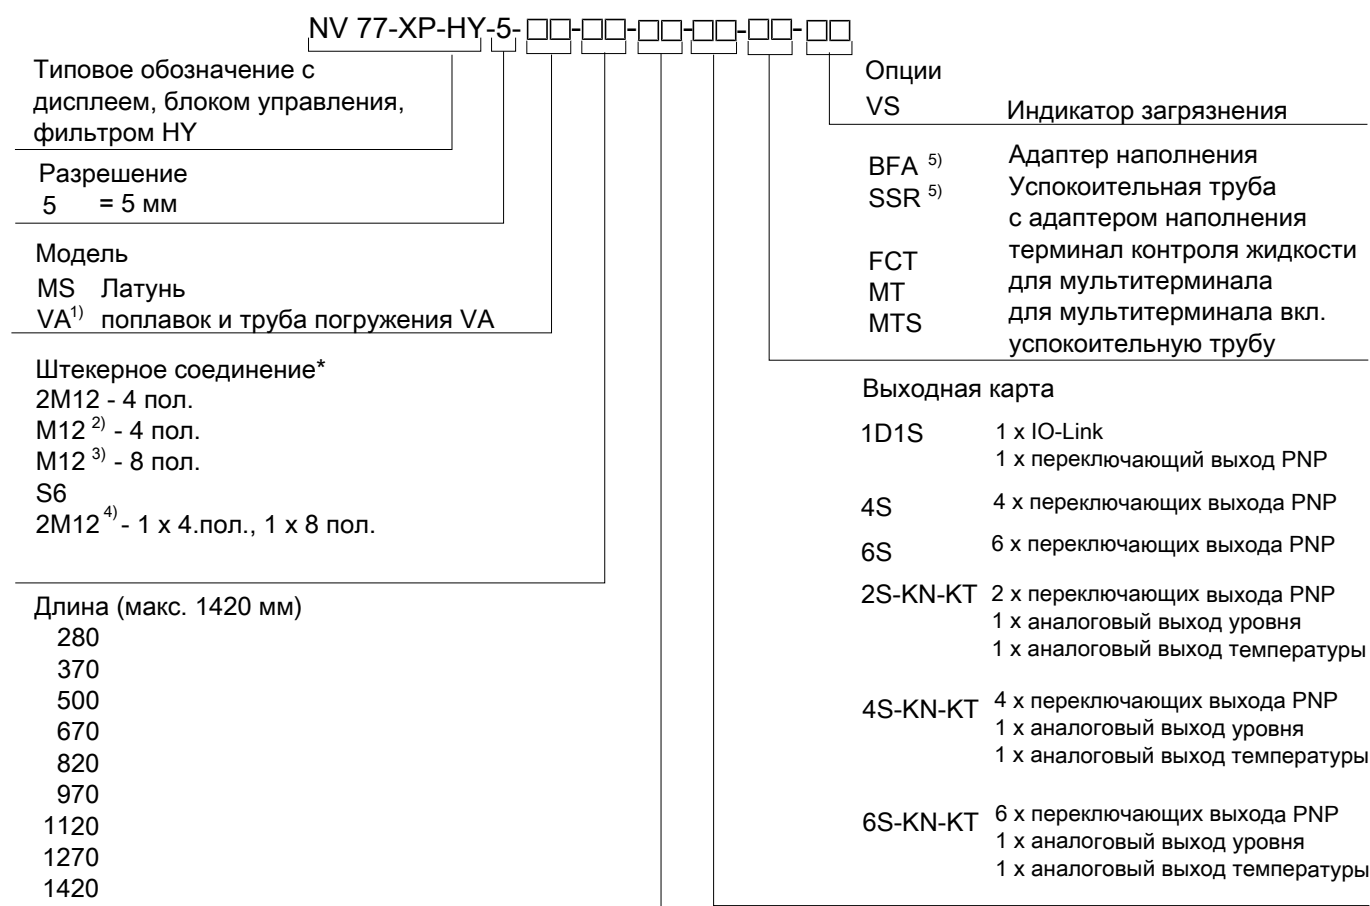 NV 77-XP-HY-5-□□-□□-□□-□□-□□-□□
Типовое обозначение с
дисплеем, блоком управления,
фильтром HY
Разрешение
5 = 5 мм
Модель
MS Латунь
VA1) поплавок и труба погружения VA
Штекерное соединение*
2M12 - 4 пол.
M12 2) - 4 пол.
M12 3) - 8 пол.
S6
2M12 4) - 1 x 4.пол., 1 x 8 пол.
Длина (макс. 1420 мм)
280
370
500
670
820
970
1120
1270
1420
Опции
VS Индикатор загрязнения
BFA 5) Адаптер наполнения
SSR 5) Успокоительная труба
с адаптером наполнения
FCT терминал контроля жидкости
MT для мультитерминала
MTS для мультитерминала вкл.
успокоительную трубу
Выходная карта
1D1S 1 x IO-Link
1 x переключающий выход PNP
4S 4 x переключающих выхода PNP
6S 6 x переключающих выхода PNP
2S-KN-KT 2 x переключающих выхода PNP
1 x аналоговый выход уровня
1 x аналоговый выход температуры
4S-KN-KT 4 x переключающих выхода PNP
1 x аналоговый выход уровня
1 x аналоговый выход температуры
6S-KN-KT 6 x переключающих выхода PNP
1 x аналоговый выход уровня
1 x аналоговый выход температуры